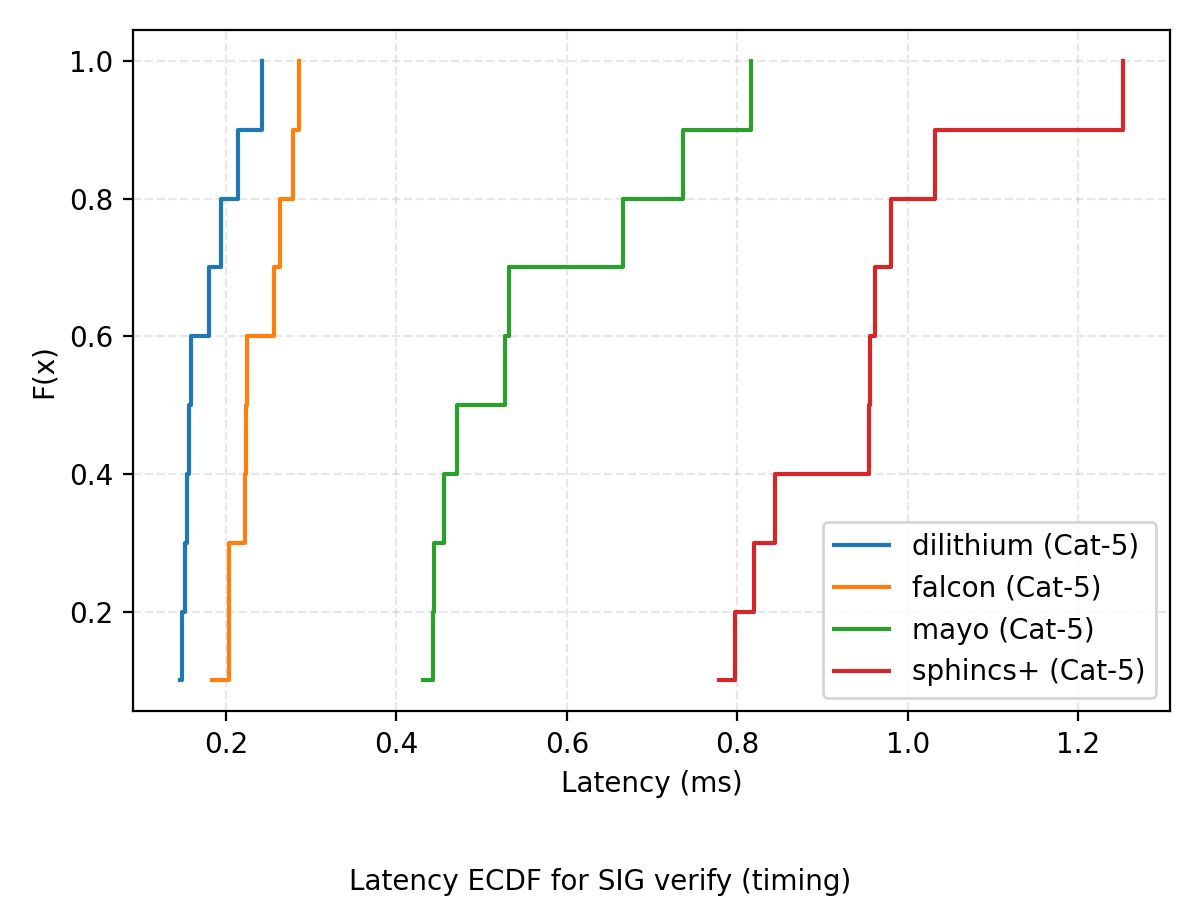 1.0
0.8
0.6
0.4
0.2
F(x)
dilithium (Cat-5)
falcon (Cat-5)
mayo (Cat-5)
sphincs+ (Cat-5)
0.2 0.4 0.6 0.8 1.0 1.2
Latency (ms)
Latency ECDF for SIG verify (timing)